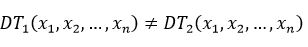 DT₁(x₁, x₂, …, xₙ) ≠ DT₂(x₁, x₂, …, xₙ)